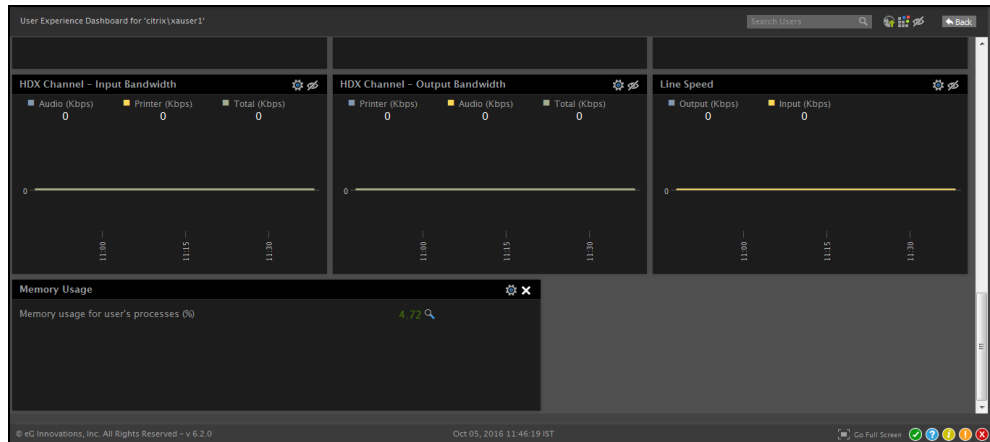 User Experience Dashboard for 'citrix\xauser1'
Search Users
Back
HDX Channel - Input Bandwidth
Audio (Kbps) Printer (Kbps) Total (Kbps)
0 0 0
0
11:00 11:15 11:30
HDX Channel - Output Bandwidth
Printer (Kbps) Audio (Kbps) Total (Kbps)
0 0 0
0
11:00 11:15 11:30
Line Speed
Output (Kbps) Input (Kbps)
0 0
0
11:00 11:15 11:30
Memory Usage
Memory usage for user's processes (%) 4.72
© eG Innovations, Inc. All Rights Reserved - v 6.2.0
Oct 05, 2016 11:46:19 IST
Go Full Screen